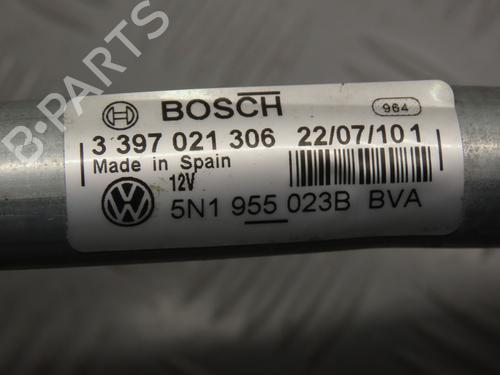 B-PARTS
BOSCH 964
3 397 021 306 22/07/10 1
Made in Spain
12V
5N1 955 023B BVA